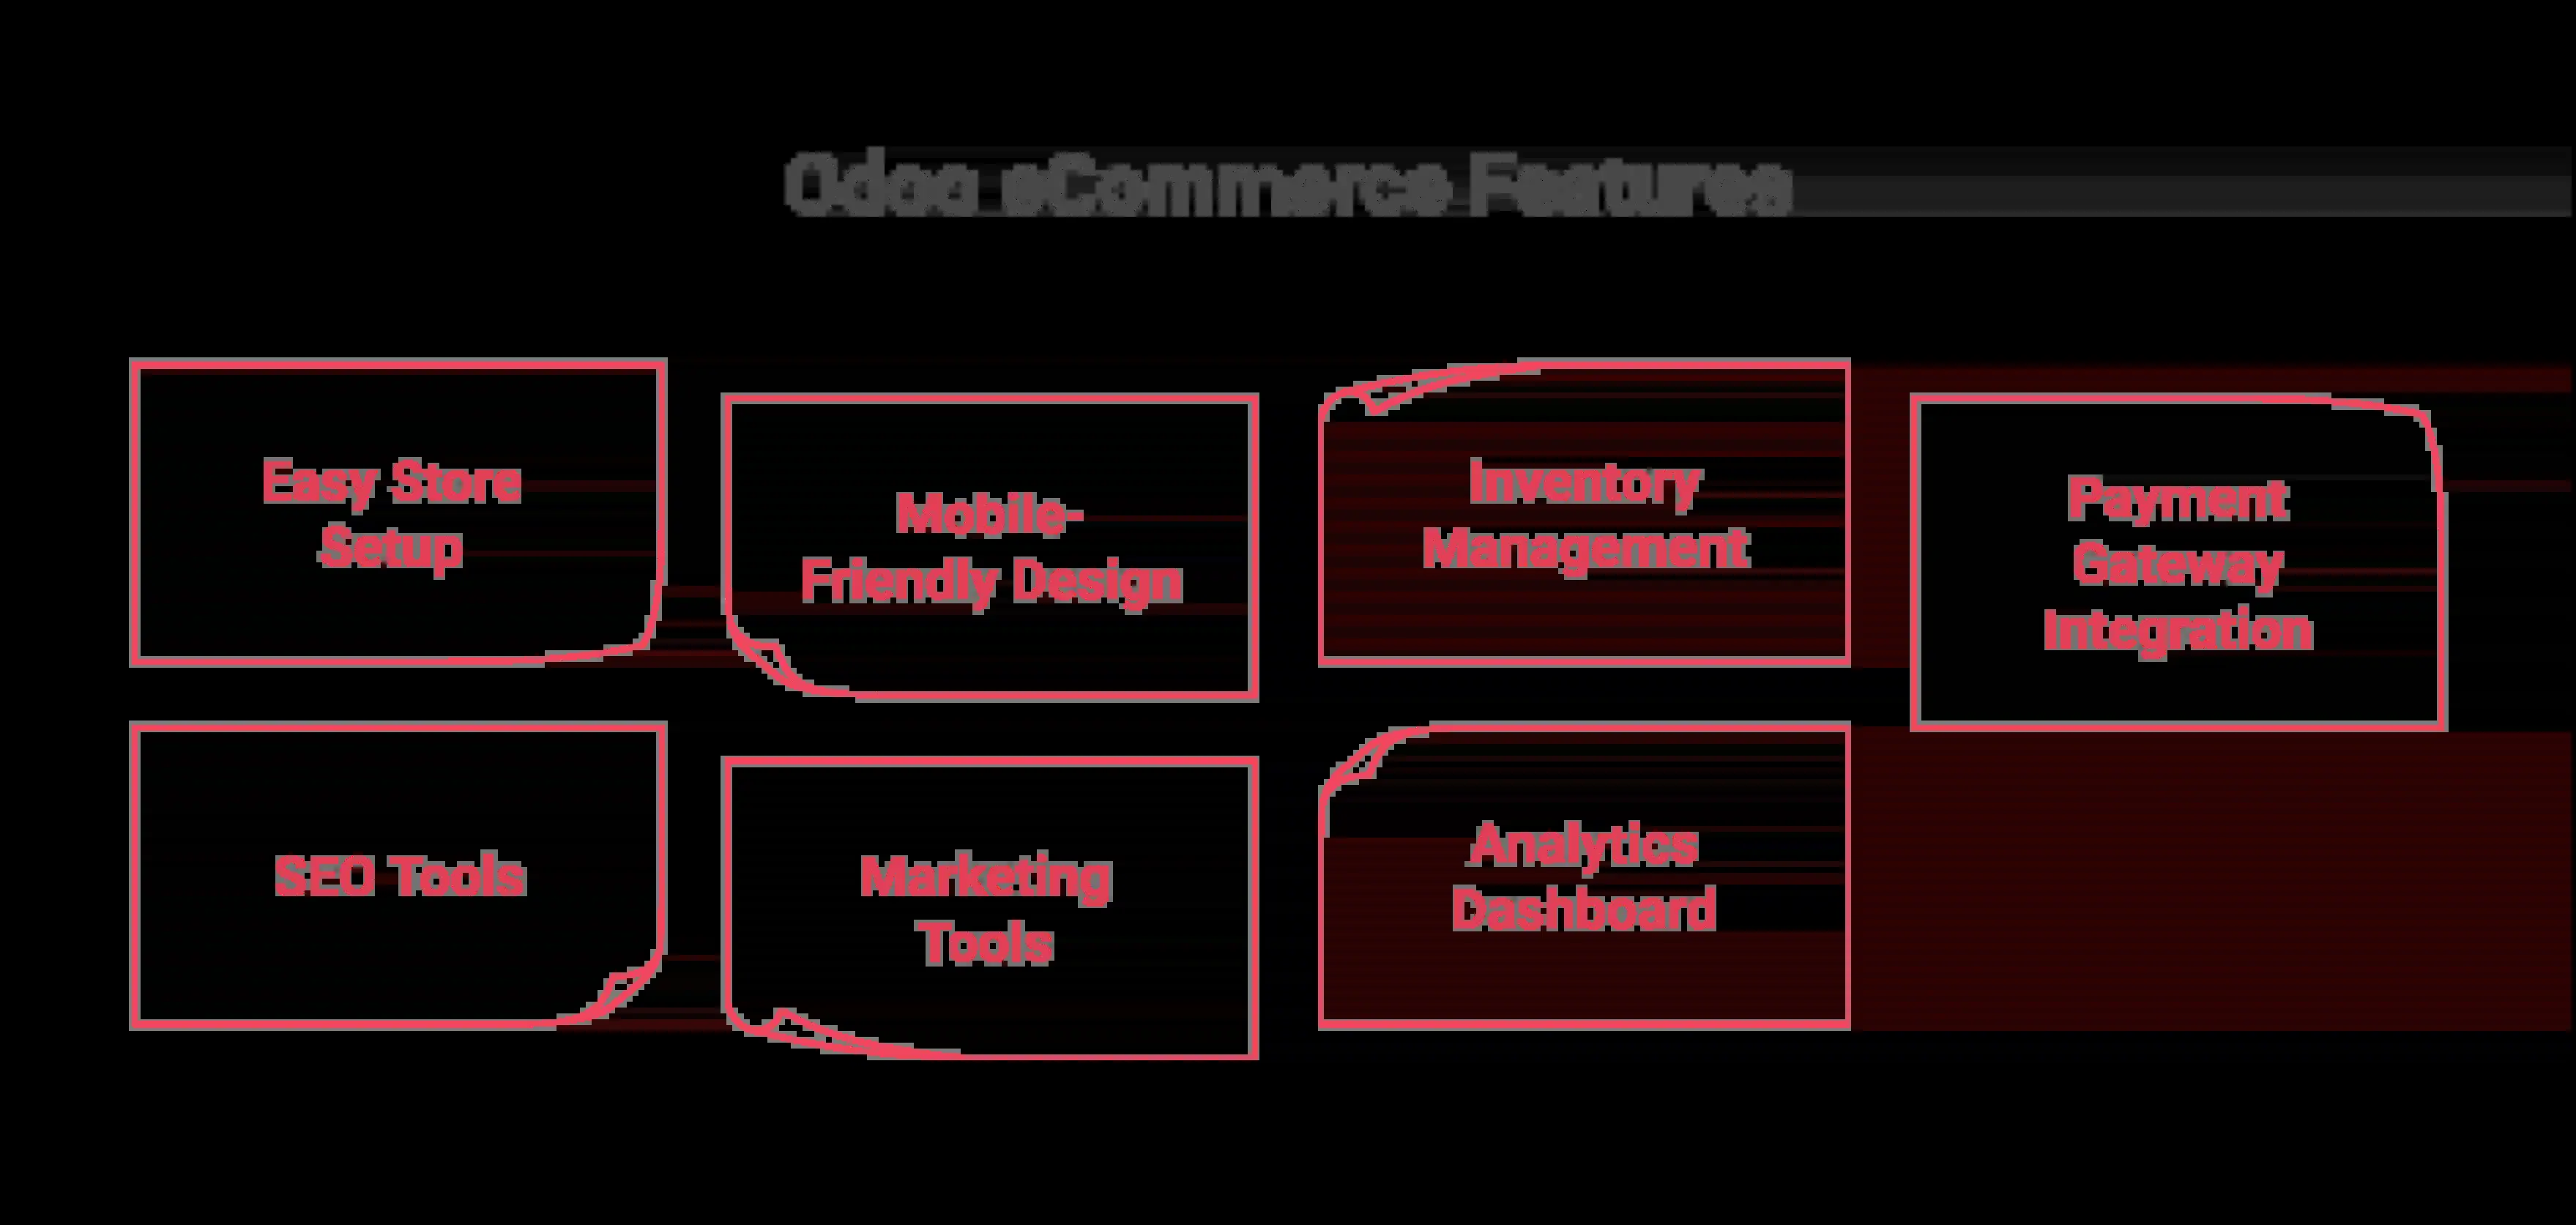 Odoo eCommerce Features
Easy Store
Setup
Mobile-
Friendly Design
Inventory
Management
Payment
Gateway
Integration
SEO Tools
Marketing
Tools
Analytics
Dashboard